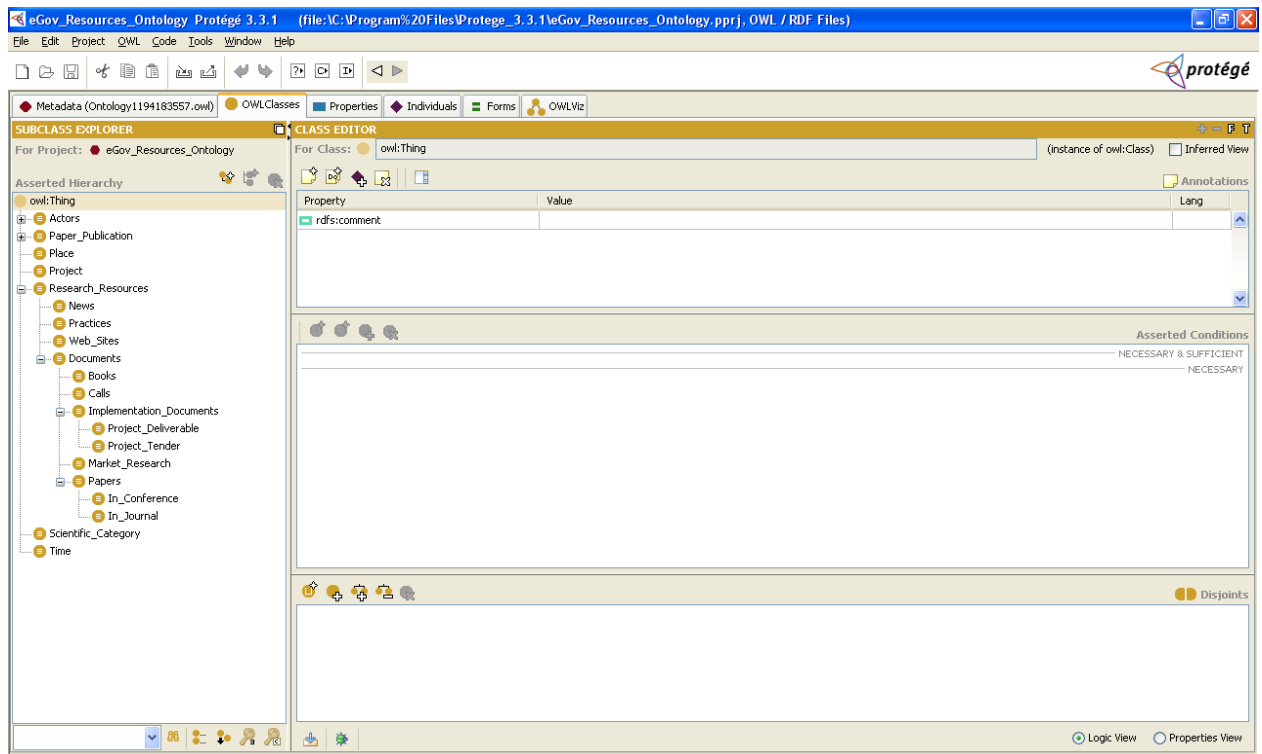 eGov_Resources_Ontology Protégé 3.3.1 (file:\C:\Program%20Files\Protege_3.3.1\eGov_Resources_Ontology.pprj, OWL / RDF Files)
File Edit Project OWL Code Tools Window Help
protégé
Metadata (Ontology1194183557.owl) OWLClasses Properties Individuals Forms OWLViz
SUBCLASS EXPLORER
For Project: eGov_Resources_Ontology
Asserted Hierarchy
owl:Thing
Actors
Paper_Publication
Place
Project
Research_Resources
News
Practices
Web_Sites
Documents
Books
Calls
Implementation_Documents
Project_Deliverable
Project_Tender
Market_Research
Papers
In_Conference
In_Journal
Scientific_Category
Time
CLASS EDITOR
For Class: owl:Thing (instance of owl:Class) Inferred View
Annotations
Property Value Lang
rdfs:comment
Asserted Conditions
NECESSARY & SUFFICIENT
NECESSARY
Disjoints
Logic View Properties View